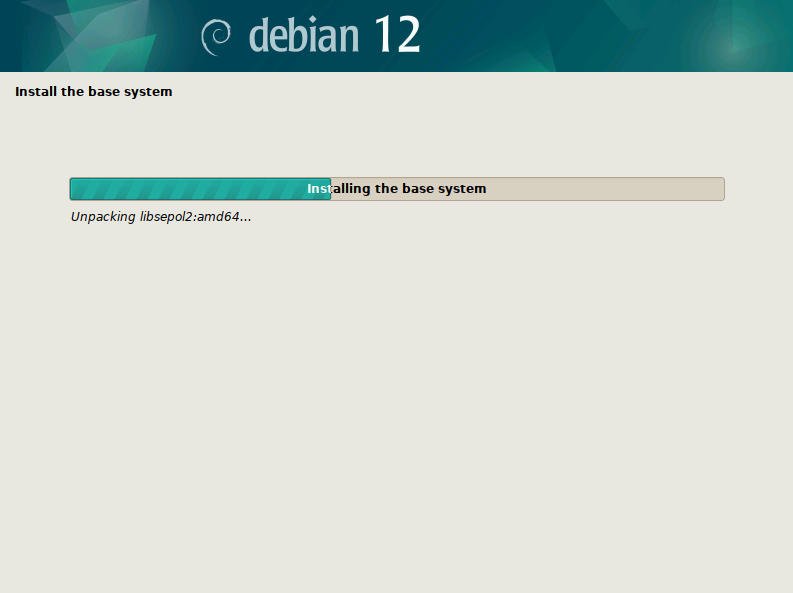 debian 12
Install the base system
Installing the base system
Unpacking libsepol2:amd64...